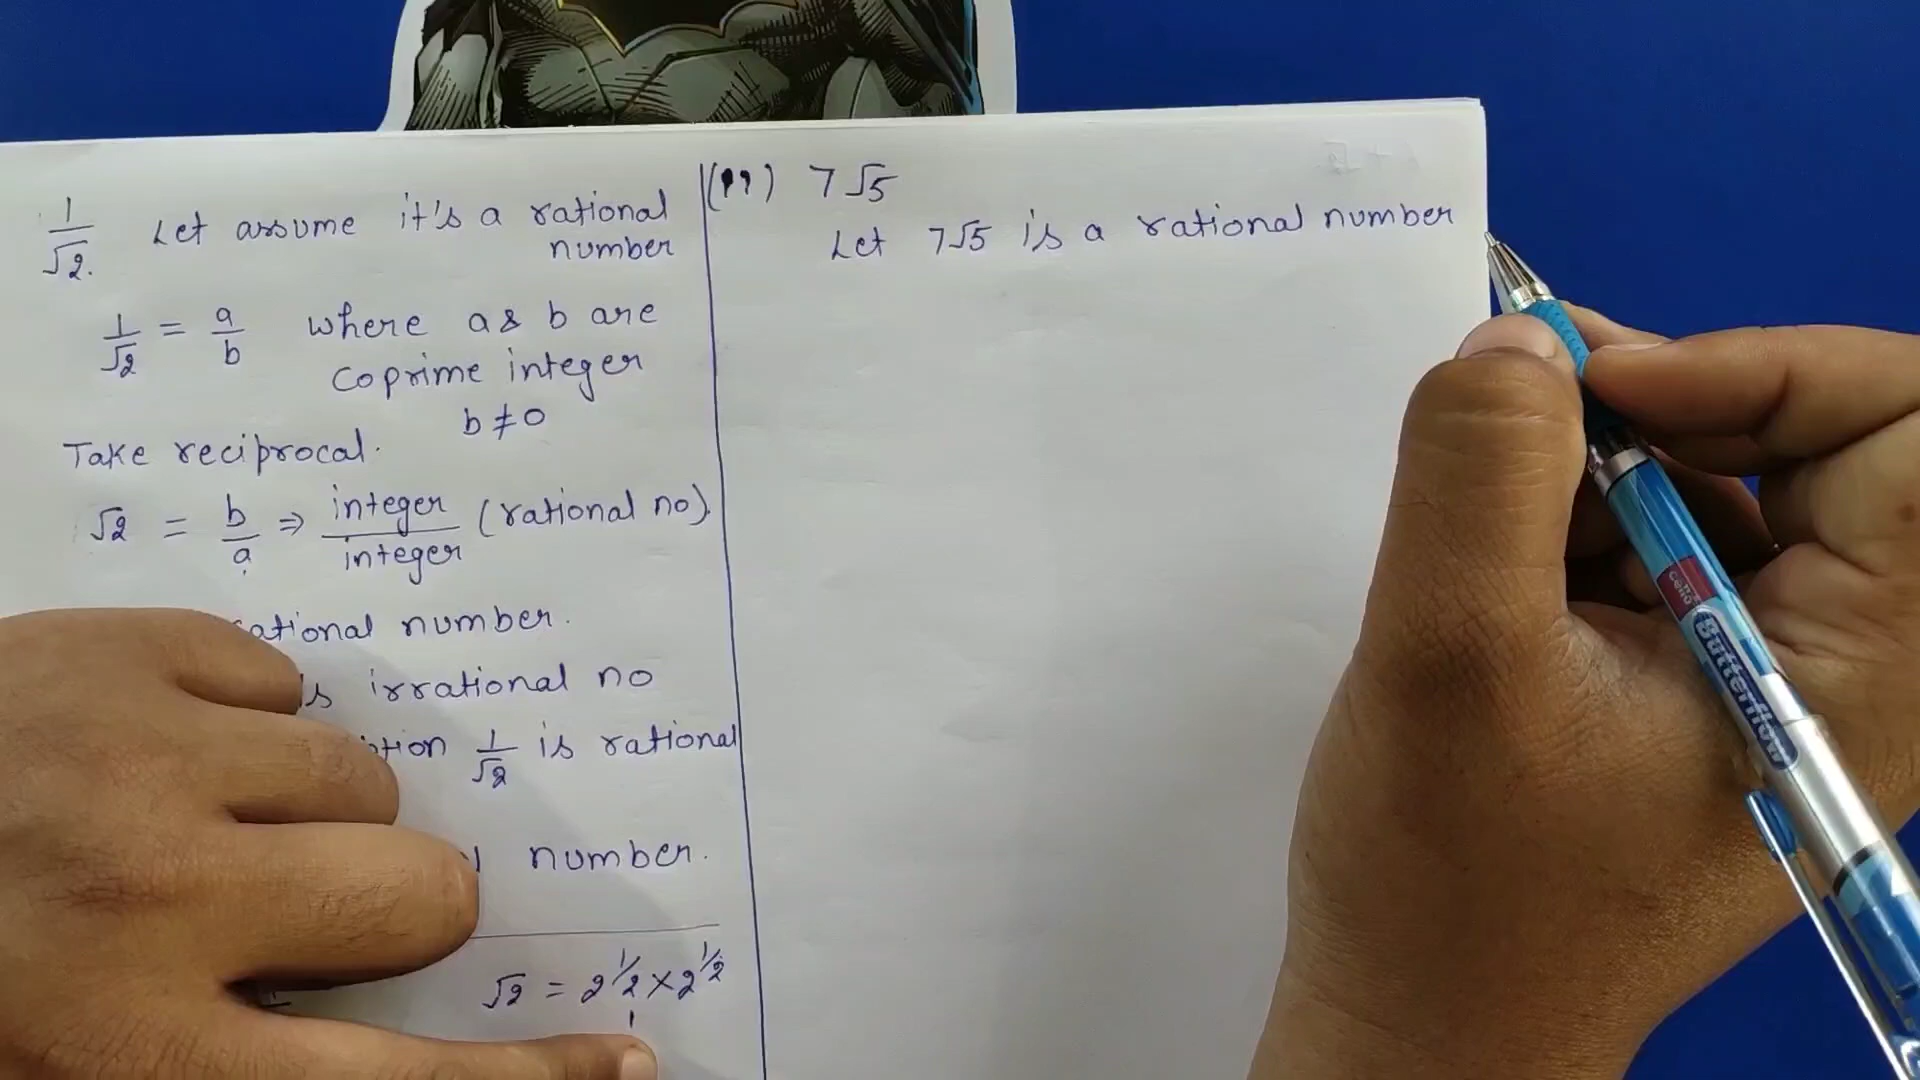 1/√2. Let assume it's a rational
number
1/√2 = a/b where a & b are
coprime integer
b ≠ 0
Take reciprocal.
√2 = b/a ⇒ integer/integer (rational no).
number.
is irrational no
1/√2 is rational
number.
√2 = 2^1/2 × 2^1/2
(ii) 7√5
Let 7√5 is a rational number
cello
Butterflow